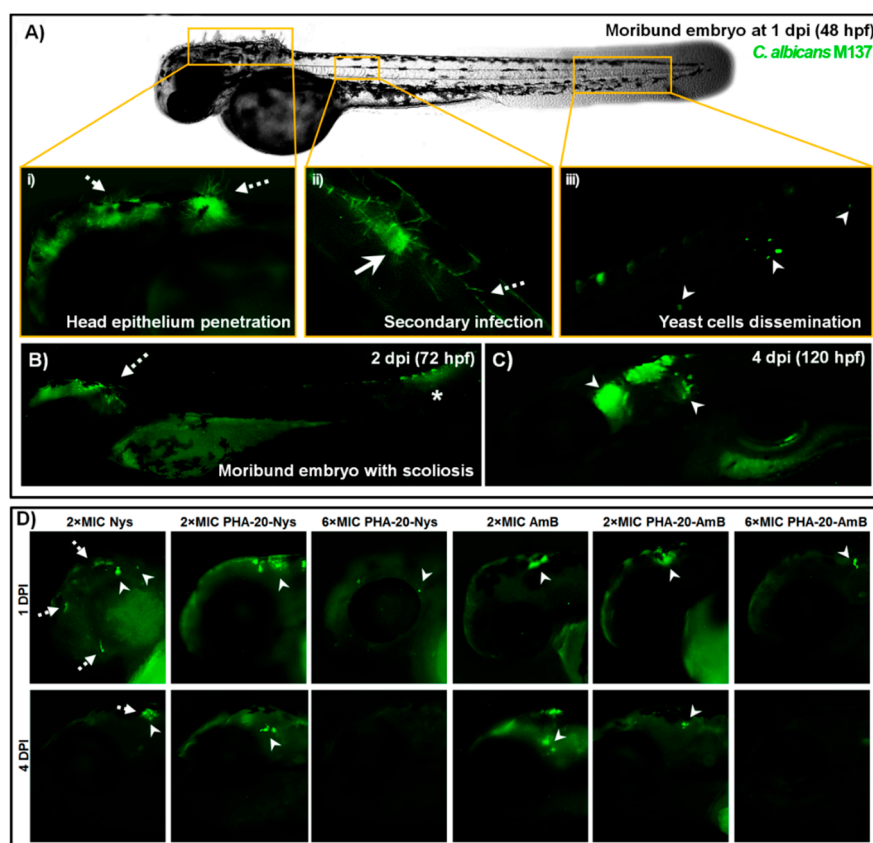 A)
Moribund embryo at 1 dpi (48 hpf)
C. albicans M137
i)
ii)
iii)
Head epithelium penetration
Secondary infection
Yeast cells dissemination
B)
2 dpi (72 hpf)
*
Moribund embryo with scoliosis
C)
4 dpi (120 hpf)
D)
2×MIC Nys
2×MIC PHA-20-Nys
6×MIC PHA-20-Nys
2×MIC AmB
2×MIC PHA-20-AmB
6×MIC PHA-20-AmB
1 DPI
4 DPI